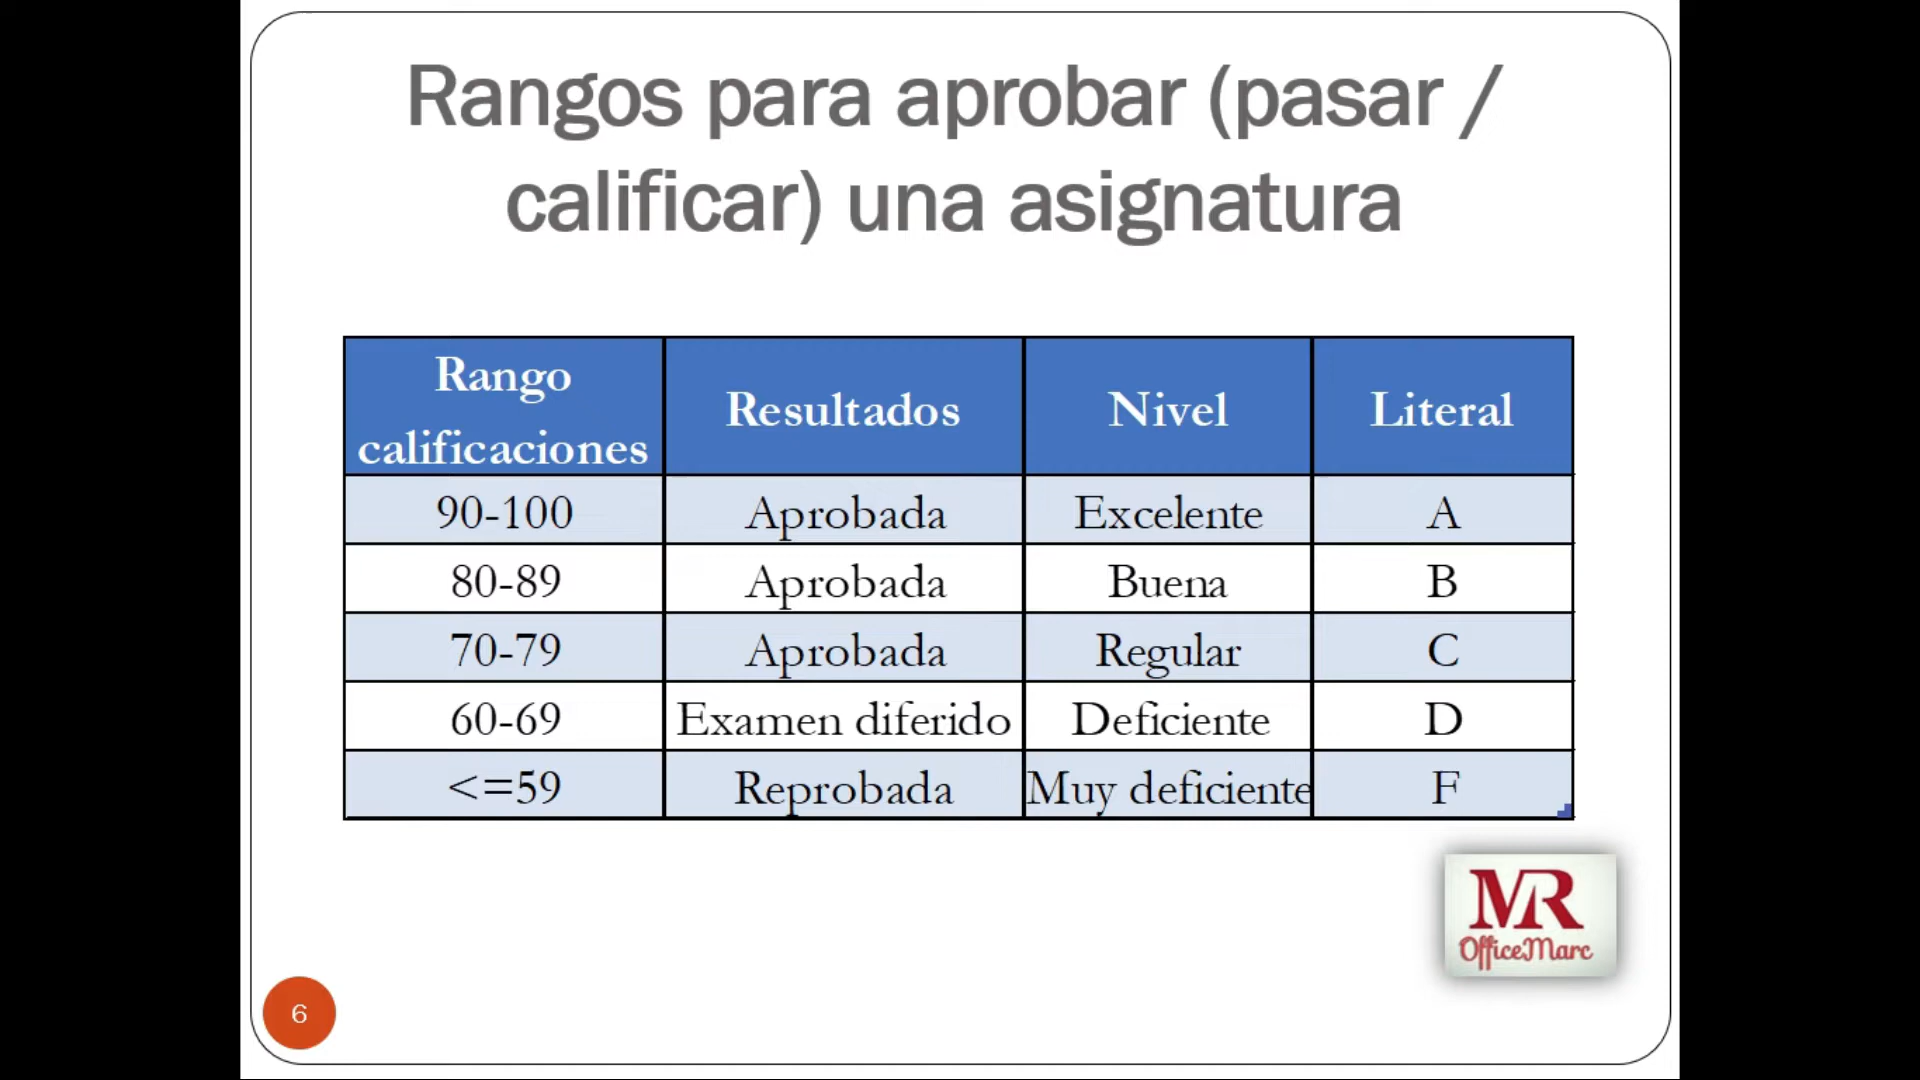 Rangos para aprobar (pasar /
calificar) una asignatura
Rango
calificaciones
Resultados
Nivel
Literal
90-100 Aprobada Excelente A
80-89 Aprobada Buena B
70-79 Aprobada Regular C
60-69 Examen diferido Deficiente D
<=59 Reprobada Muy deficiente F
MR
OfficeMarc
6